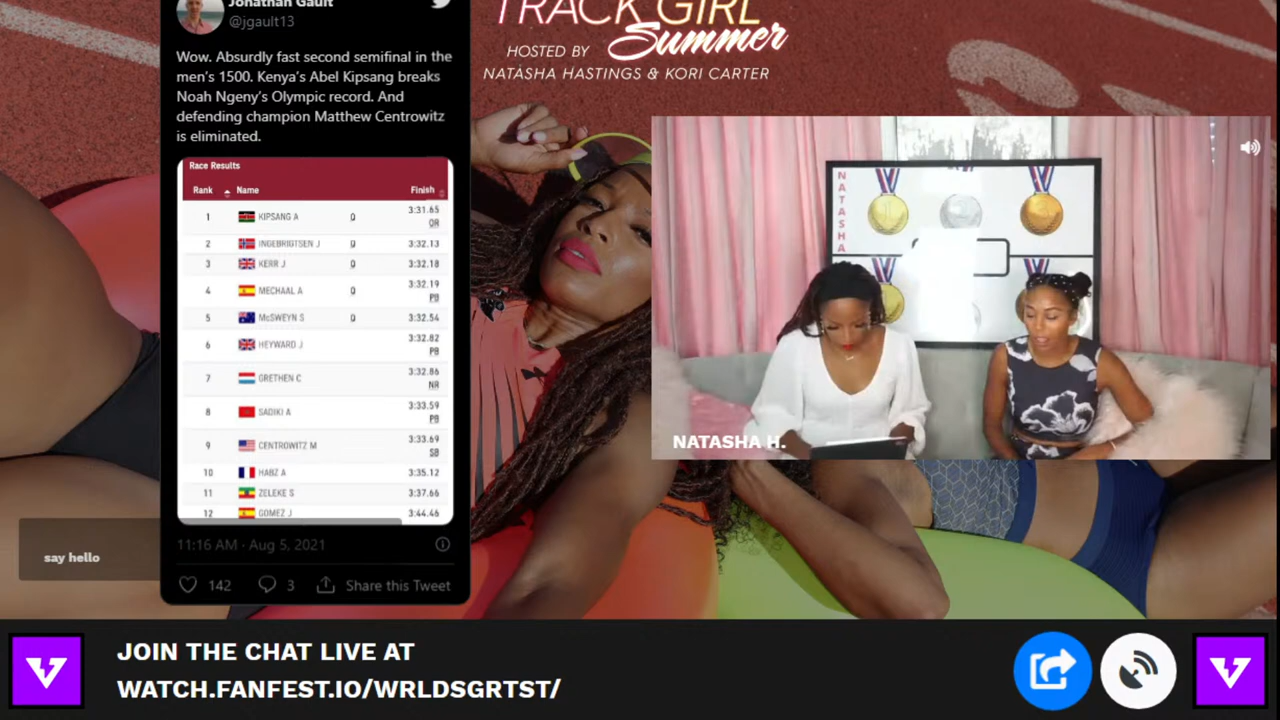 Jonathan Gault
@jgault13
Wow. Absurdly fast second semifinal in the
men's 1500. Kenya's Abel Kipsang breaks
Noah Ngeny's Olympic record. And
defending champion Matthew Centrowitz
is eliminated.
Race Results
Rank Name Finish
1 KIPSANG A Q 3:31.65
OR
2 INGEBRIGTSEN J Q 3:32.13
3 KERR J Q 3:32.18
4 MECHAAL A Q 3:32.19
PB
5 McSWEYN S Q 3:32.54
6 HEYWARD J 3:32.82
PB
7 GRETHEN C 3:32.86
NR
8 SADIKI A 3:33.59
PB
9 CENTROWITZ M 3:33.69
SB
10 HABZ A 3:35.12
11 ZELEKE S 3:37.66
12 GOMEZ J 3:44.46
11:16 AM · Aug 5, 2021
142 3 Share this Tweet
say hello
TRACK GIRL
Summer
HOSTED BY
NATASHA HASTINGS & KORI CARTER
NATASHA
NATASHA H.
JOIN THE CHAT LIVE AT
WATCH.FANFEST.IO/WRLDSGRTST/